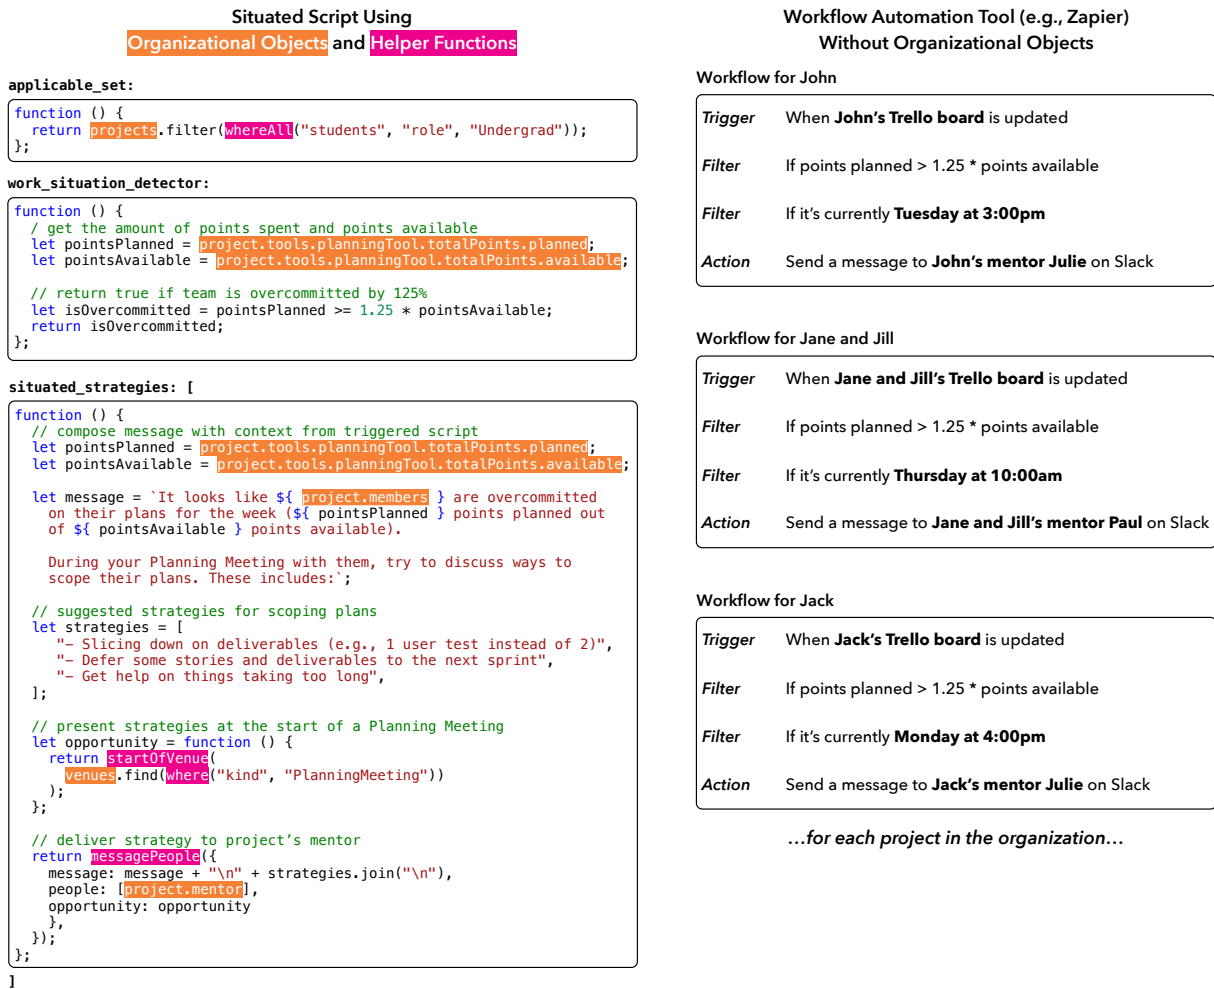 Situated Script Using
Organizational Objects and Helper Functions
applicable_set:
function () {
return projects.filter(whereAll("students", "role", "Undergrad"));
};
work_situation_detector:
function () {
/ get the amount of points spent and points available
let pointsPlanned = project.tools.planningTool.totalPoints.planned;
let pointsAvailable = project.tools.planningTool.totalPoints.available;
// return true if team is overcommitted by 125%
let isOvercommitted = pointsPlanned >= 1.25 * pointsAvailable;
return isOvercommitted;
};
situated_strategies: [
function () {
// compose message with context from triggered script
let pointsPlanned = project.tools.planningTool.totalPoints.planned;
let pointsAvailable = project.tools.planningTool.totalPoints.available;
let message = `It looks like ${ project.members } are overcommitted
on their plans for the week (${ pointsPlanned } points planned out
of ${ pointsAvailable } points available).
During your Planning Meeting with them, try to discuss ways to
scope their plans. These includes:`;
// suggested strategies for scoping plans
let strategies = [
"– Slicing down on deliverables (e.g., 1 user test instead of 2)",
"– Defer some stories and deliverables to the next sprint",
"– Get help on things taking too long",
];
// present strategies at the start of a Planning Meeting
let opportunity = function () {
return startOfVenue(
venues.find(where("kind", "PlanningMeeting"))
);
};
// deliver strategy to project's mentor
return messagePeople({
message: message + "\n" + strategies.join("\n"),
people: [project.mentor],
opportunity: opportunity
},
});
};
]
Workflow Automation Tool (e.g., Zapier)
Without Organizational Objects
Workflow for John
Trigger When John's Trello board is updated
Filter If points planned > 1.25 * points available
Filter If it's currently Tuesday at 3:00pm
Action Send a message to John's mentor Julie on Slack
Workflow for Jane and Jill
Trigger When Jane and Jill's Trello board is updated
Filter If points planned > 1.25 * points available
Filter If it's currently Thursday at 10:00am
Action Send a message to Jane and Jill's mentor Paul on Slack
Workflow for Jack
Trigger When Jack's Trello board is updated
Filter If points planned > 1.25 * points available
Filter If it's currently Monday at 4:00pm
Action Send a message to Jack's mentor Julie on Slack
...for each project in the organization...